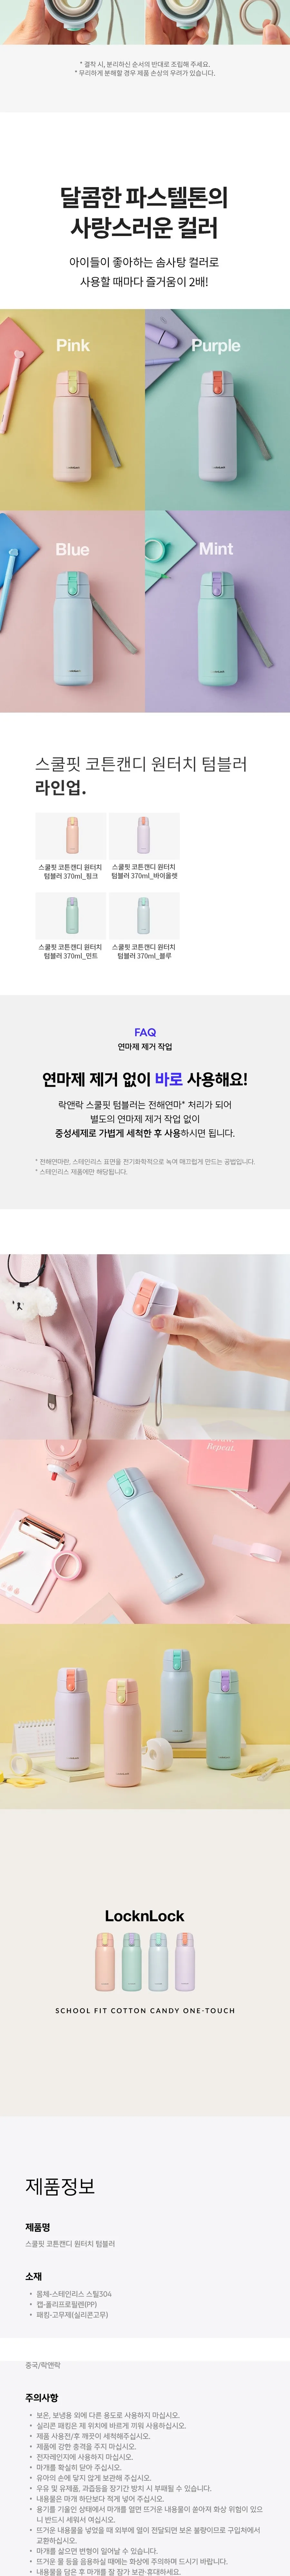 * 결착 시, 분리하신 순서의 반대로 조립해 주세요.
* 무리하게 분해할 경우 제품 손상의 우려가 있습니다.
달콤한 파스텔톤의
사랑스러운 컬러
아이들이 좋아하는 솜사탕 컬러로
사용할 때마다 즐거움이 2배!
Pink
Purple
Blue
Mint
스쿨핏 코튼캔디 원터치 텀블러
라인업.
스쿨핏 코튼캔디 원터치
텀블러 370ml_핑크
스쿨핏 코튼캔디 원터치
텀블러 370ml_바이올렛
스쿨핏 코튼캔디 원터치
텀블러 370ml_민트
스쿨핏 코튼캔디 원터치
텀블러 370ml_블루
FAQ
연마제 제거 작업
연마제 제거 없이 바로 사용해요!
락앤락 스쿨핏 텀블러는 전해연마* 처리가 되어
별도의 연마제 제거 작업 없이
중성세제로 가볍게 세척한 후 사용하시면 됩니다.
* 전해연마란, 스테인리스 표면을 전기화학적으로 녹여 매끄럽게 만드는 공법입니다.
* 스테인리스 제품에만 해당됩니다.
Repeat.
LocknLock
SCHOOL FIT COTTON CANDY ONE-TOUCH
제품정보
제품명
스쿨핏 코튼캔디 원터치 텀블러
소재
• 몸체-스테인리스 스틸304
• 캡-폴리프로필렌(PP)
• 패킹-고무제(실리콘고무)
중국/락앤락
주의사항
• 보온, 보냉용 외에 다른 용도로 사용하지 마십시오.
• 실리콘 패킹은 제 위치에 바르게 끼워 사용하십시오.
• 제품 사용전/후 깨끗이 세척해주십시오.
• 제품에 강한 충격을 주지 마십시오.
• 전자레인지에 사용하지 마십시오.
• 마개를 확실히 닫아 주십시오.
• 유아의 손에 닿지 않게 보관해 주십시오.
• 우유 및 유제품, 과즙등을 장기간 방치 시 부패될 수 있습니다.
• 내용물은 마개 하단보다 적게 넣어 주십시오.
• 용기를 기울인 상태에서 마개를 열면 뜨거운 내용물이 쏟아져 화상 위험이 있으
니 반드시 세워서 여십시오.
• 뜨거운 내용물을 넣었을 때 외부에 열이 전달되면 보온 불량이므로 구입처에서
교환하십시오.
• 마개를 삶으면 변형이 일어날 수 있습니다.
• 뜨거운 물 등을 음용하실 때에는 화상에 주의하며 드시기 바랍니다.
• 내용물을 담은 후 마개를 잘 잠가 보관·휴대하세요.